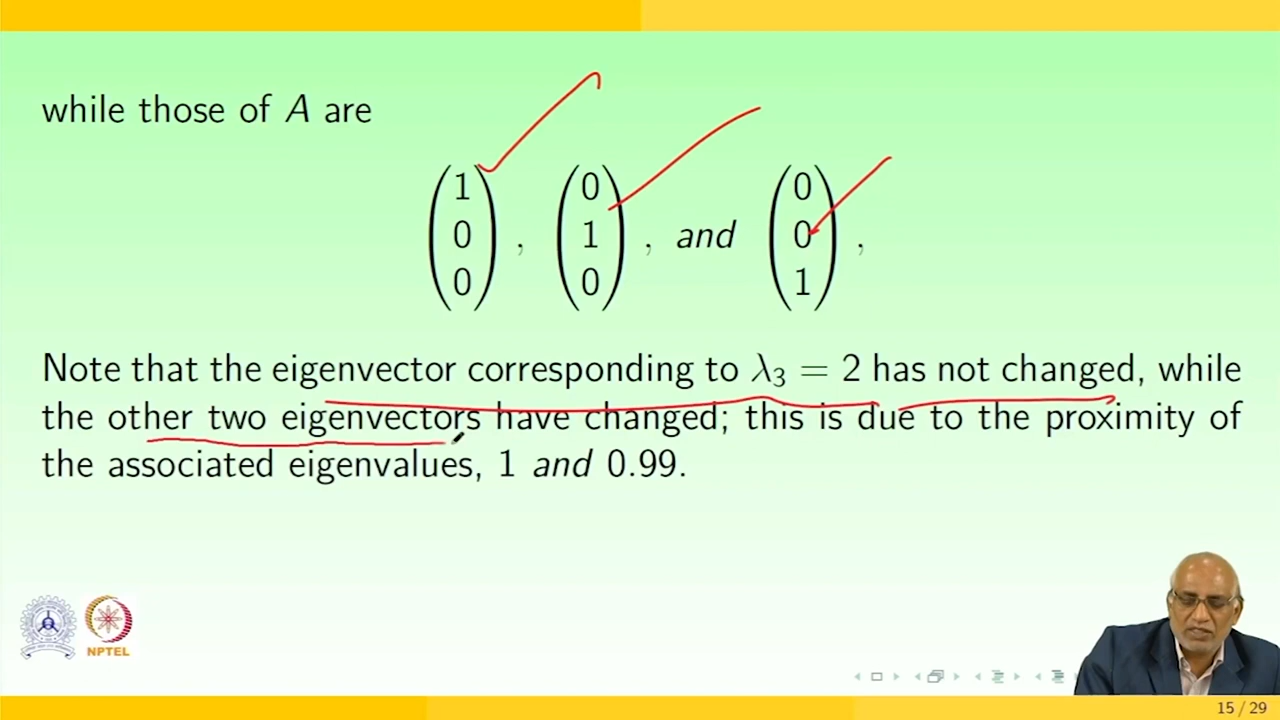 while those of A are
(1 0 0), (0 1 0), and (0 0 1),
Note that the eigenvector corresponding to λ₃ = 2 has not changed, while
the other two eigenvectors have changed; this is due to the proximity of
the associated eigenvalues, 1 and 0.99.
NPTEL
15 / 29